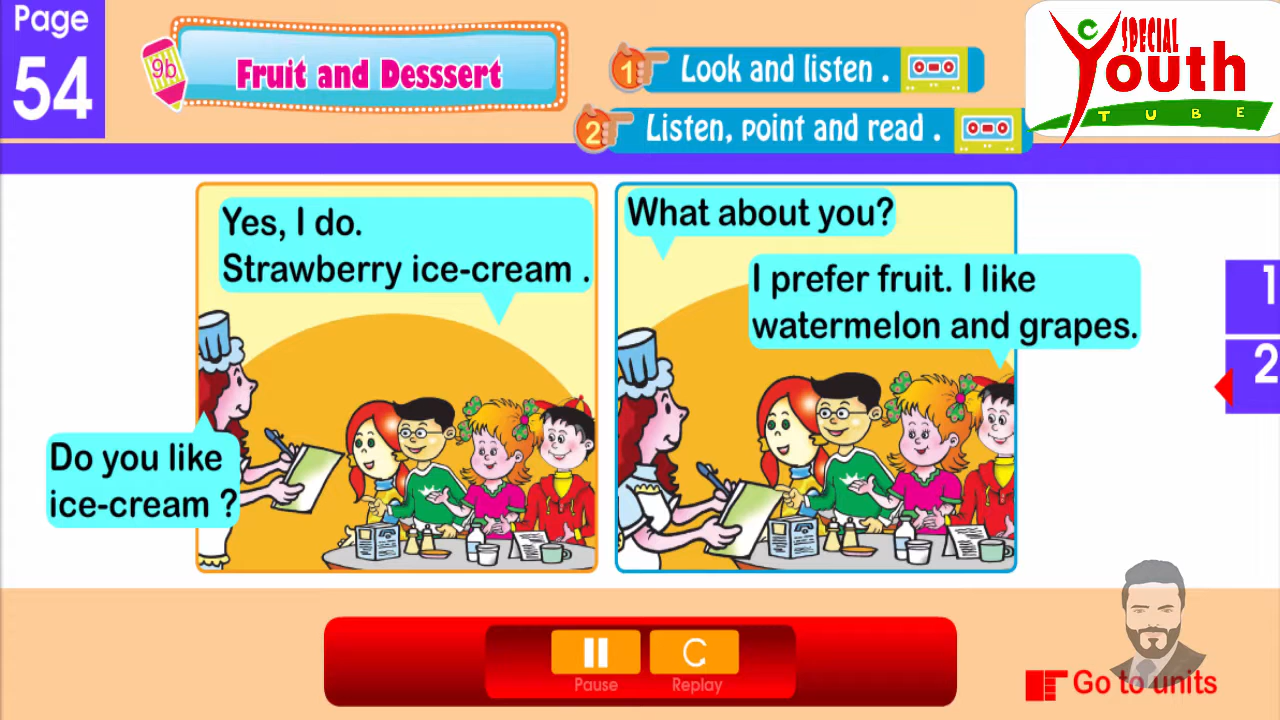 Page
54
9b
Fruit and Desssert
1 Look and listen .
2 Listen, point and read .
SPECIAL
Youth
C
TUBE
Yes, I do.
Strawberry ice-cream .
Do you like
ice-cream ?
What about you?
I prefer fruit. I like
watermelon and grapes.
1
2
Pause
Replay
Go to units